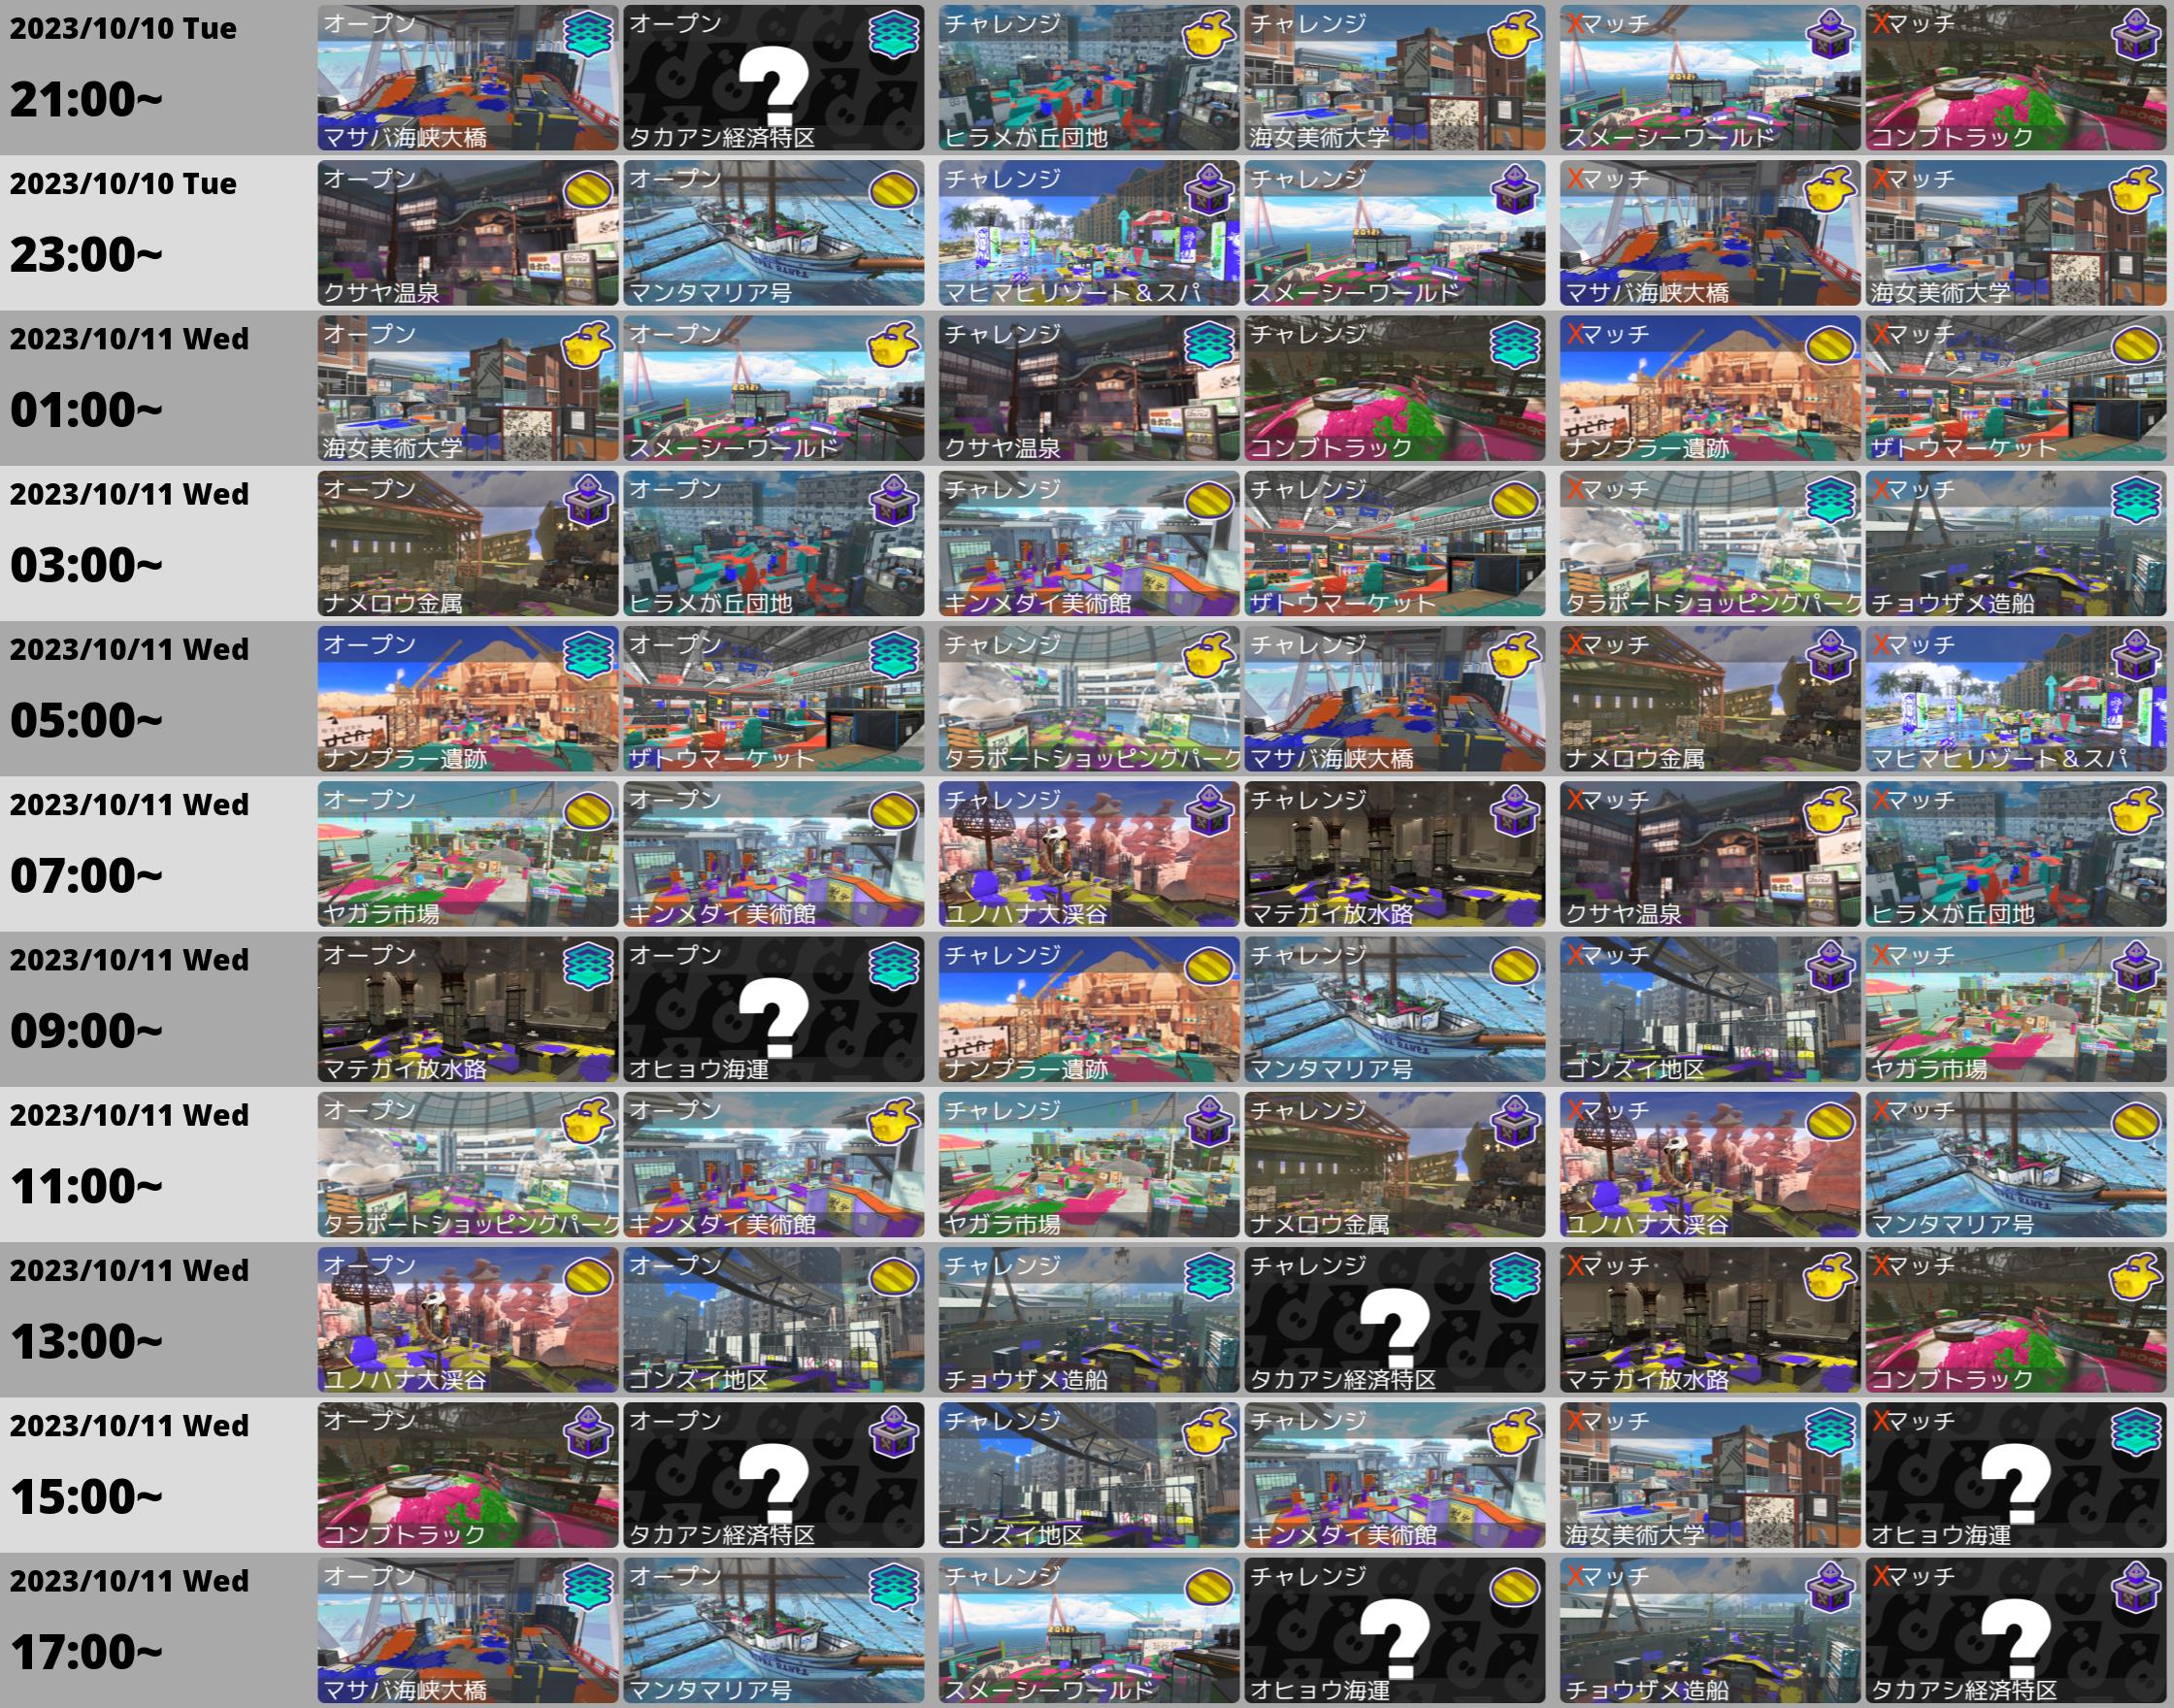 2023/10/10 Tue
21:00~
オープン
マサバ海峡大橋
オープン
?
タカアシ経済特区
チャレンジ
ヒラメが丘団地
チャレンジ
海女美術大学
Xマッチ
スメーシーワールド
Xマッチ
コンブトラック
2023/10/10 Tue
23:00~
オープン
クサヤ温泉
オープン
マンタマリア号
チャレンジ
マヒマヒリゾート＆スパ
チャレンジ
スメーシーワールド
Xマッチ
マサバ海峡大橋
Xマッチ
海女美術大学
2023/10/11 Wed
01:00~
オープン
海女美術大学
オープン
スメーシーワールド
チャレンジ
クサヤ温泉
チャレンジ
コンブトラック
Xマッチ
ナンプラー遺跡
Xマッチ
ザトウマーケット
2023/10/11 Wed
03:00~
オープン
ナメロウ金属
オープン
ヒラメが丘団地
チャレンジ
キンメダイ美術館
チャレンジ
ザトウマーケット
Xマッチ
タラポートショッピングパーク
Xマッチ
チョウザメ造船
2023/10/11 Wed
05:00~
オープン
ナンプラー遺跡
オープン
ザトウマーケット
チャレンジ
タラポートショッピングパーク
チャレンジ
マサバ海峡大橋
Xマッチ
ナメロウ金属
Xマッチ
マヒマヒリゾート＆スパ
2023/10/11 Wed
07:00~
オープン
ヤガラ市場
オープン
キンメダイ美術館
チャレンジ
ユノハナ大渓谷
チャレンジ
マテガイ放水路
Xマッチ
クサヤ温泉
Xマッチ
ヒラメが丘団地
2023/10/11 Wed
09:00~
オープン
マテガイ放水路
オープン
?
オヒョウ海運
チャレンジ
ナンプラー遺跡
チャレンジ
マンタマリア号
Xマッチ
ゴンズイ地区
Xマッチ
ヤガラ市場
2023/10/11 Wed
11:00~
オープン
タラポートショッピングパーク
オープン
キンメダイ美術館
チャレンジ
ヤガラ市場
チャレンジ
ナメロウ金属
Xマッチ
ユノハナ大渓谷
Xマッチ
マンタマリア号
2023/10/11 Wed
13:00~
オープン
ユノハナ大渓谷
オープン
ゴンズイ地区
チャレンジ
チョウザメ造船
チャレンジ
?
タカアシ経済特区
Xマッチ
マテガイ放水路
Xマッチ
コンブトラック
2023/10/11 Wed
15:00~
オープン
コンブトラック
オープン
?
タカアシ経済特区
チャレンジ
ゴンズイ地区
チャレンジ
キンメダイ美術館
Xマッチ
海女美術大学
Xマッチ
?
オヒョウ海運
2023/10/11 Wed
17:00~
オープン
マサバ海峡大橋
オープン
マンタマリア号
チャレンジ
スメーシーワールド
チャレンジ
?
オヒョウ海運
Xマッチ
チョウザメ造船
Xマッチ
?
タカアシ経済特区